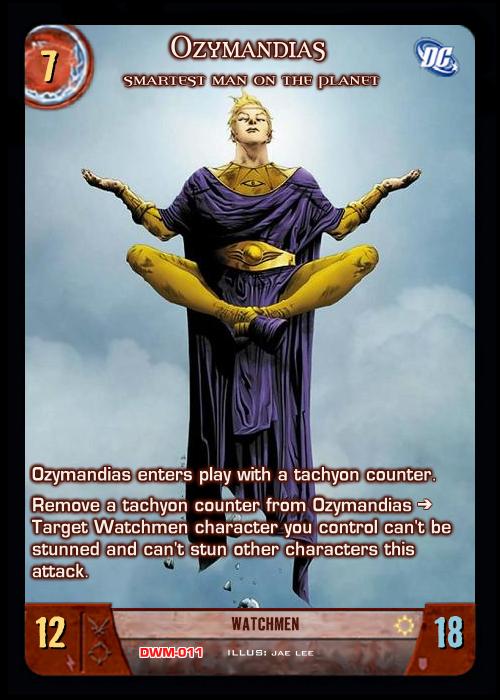 7
Ozymandias
DC
smartest man on the planet
Ozymandias enters play with a tachyon counter.
Remove a tachyon counter from Ozymandias →
Target Watchmen character you control can't be
stunned and can't stun other characters this
attack.
12
WATCHMEN
18
DWM-011
ILLUS: JAE LEE